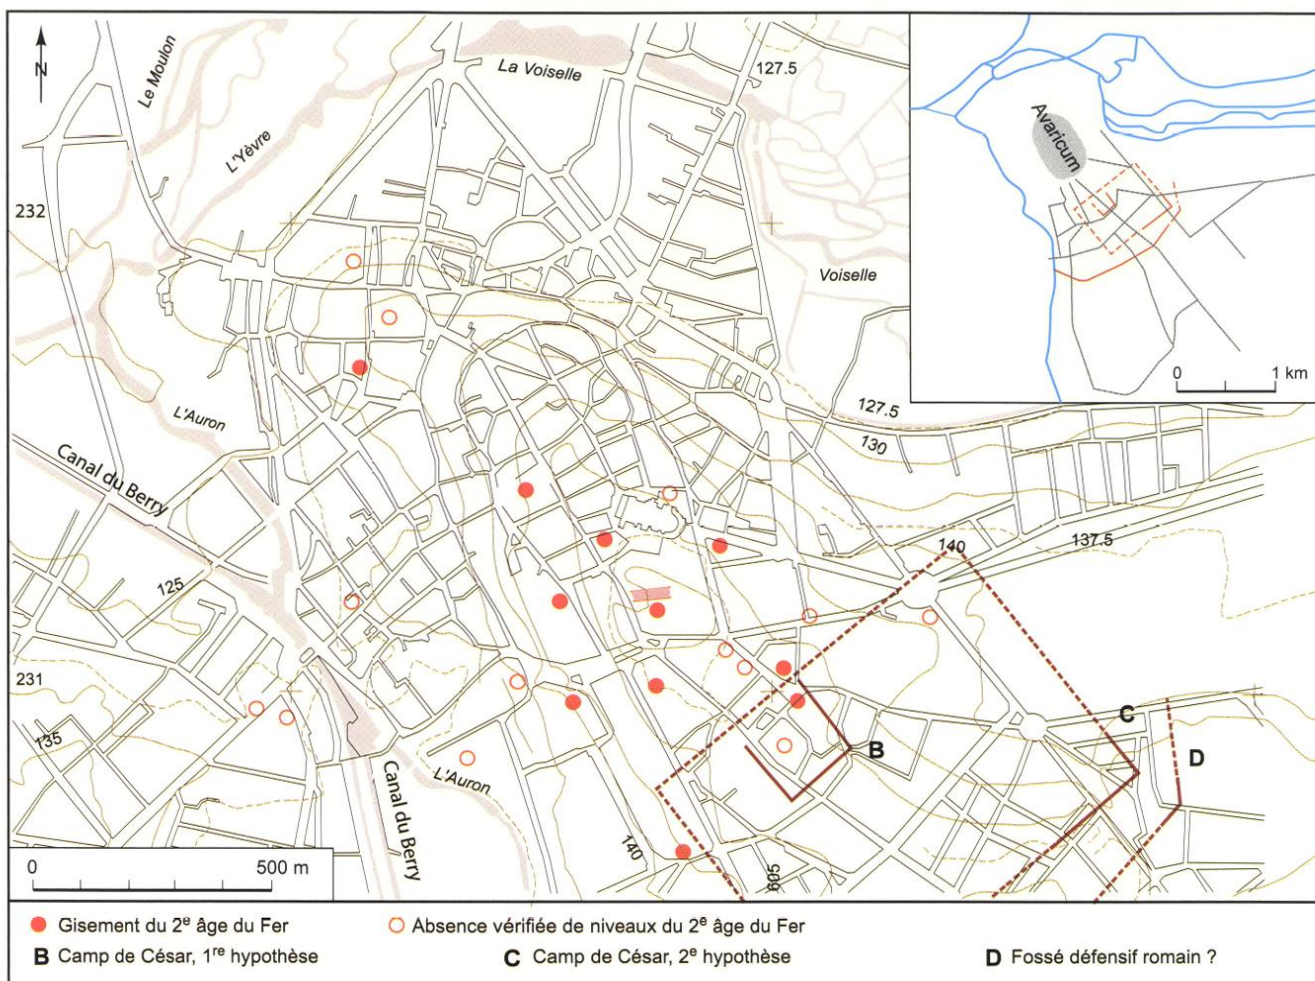 N
Le Moulon
L'Yèvre
La Voiselle
127.5
232
Voiselle
Avaricum
0 1 km
127.5
130
L'Auron
Canal du Berry
125
140
137.5
231
135
L'Auron
Canal du Berry
B
C
D
140
605
0 500 m
Gisement du 2e âge du Fer
Absence vérifiée de niveaux du 2e âge du Fer
B Camp de César, 1re hypothèse
C Camp de César, 2e hypothèse
D Fossé défensif romain ?